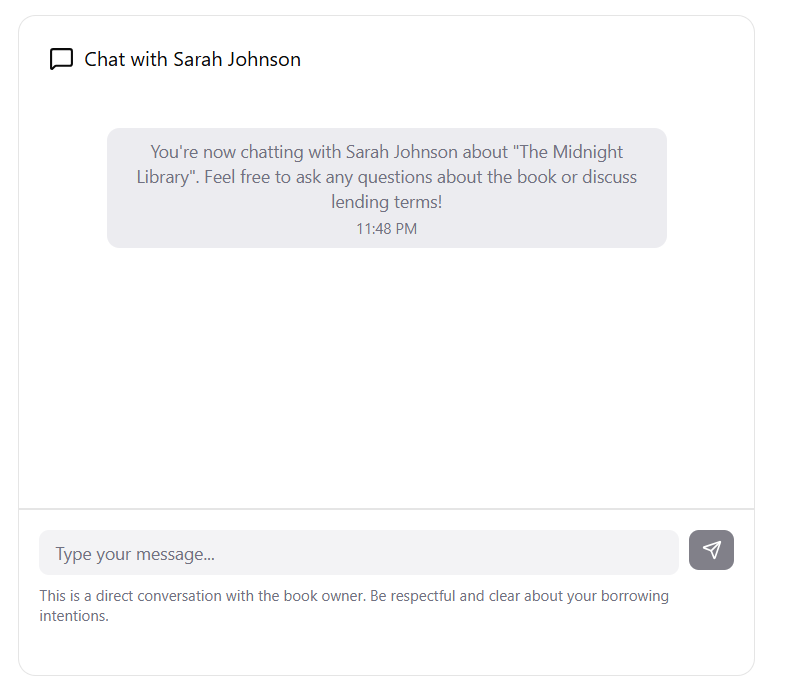 Chat with Sarah Johnson
You're now chatting with Sarah Johnson about "The Midnight
Library". Feel free to ask any questions about the book or discuss
lending terms!
11:48 PM
Type your message...
This is a direct conversation with the book owner. Be respectful and clear about your borrowing
intentions.